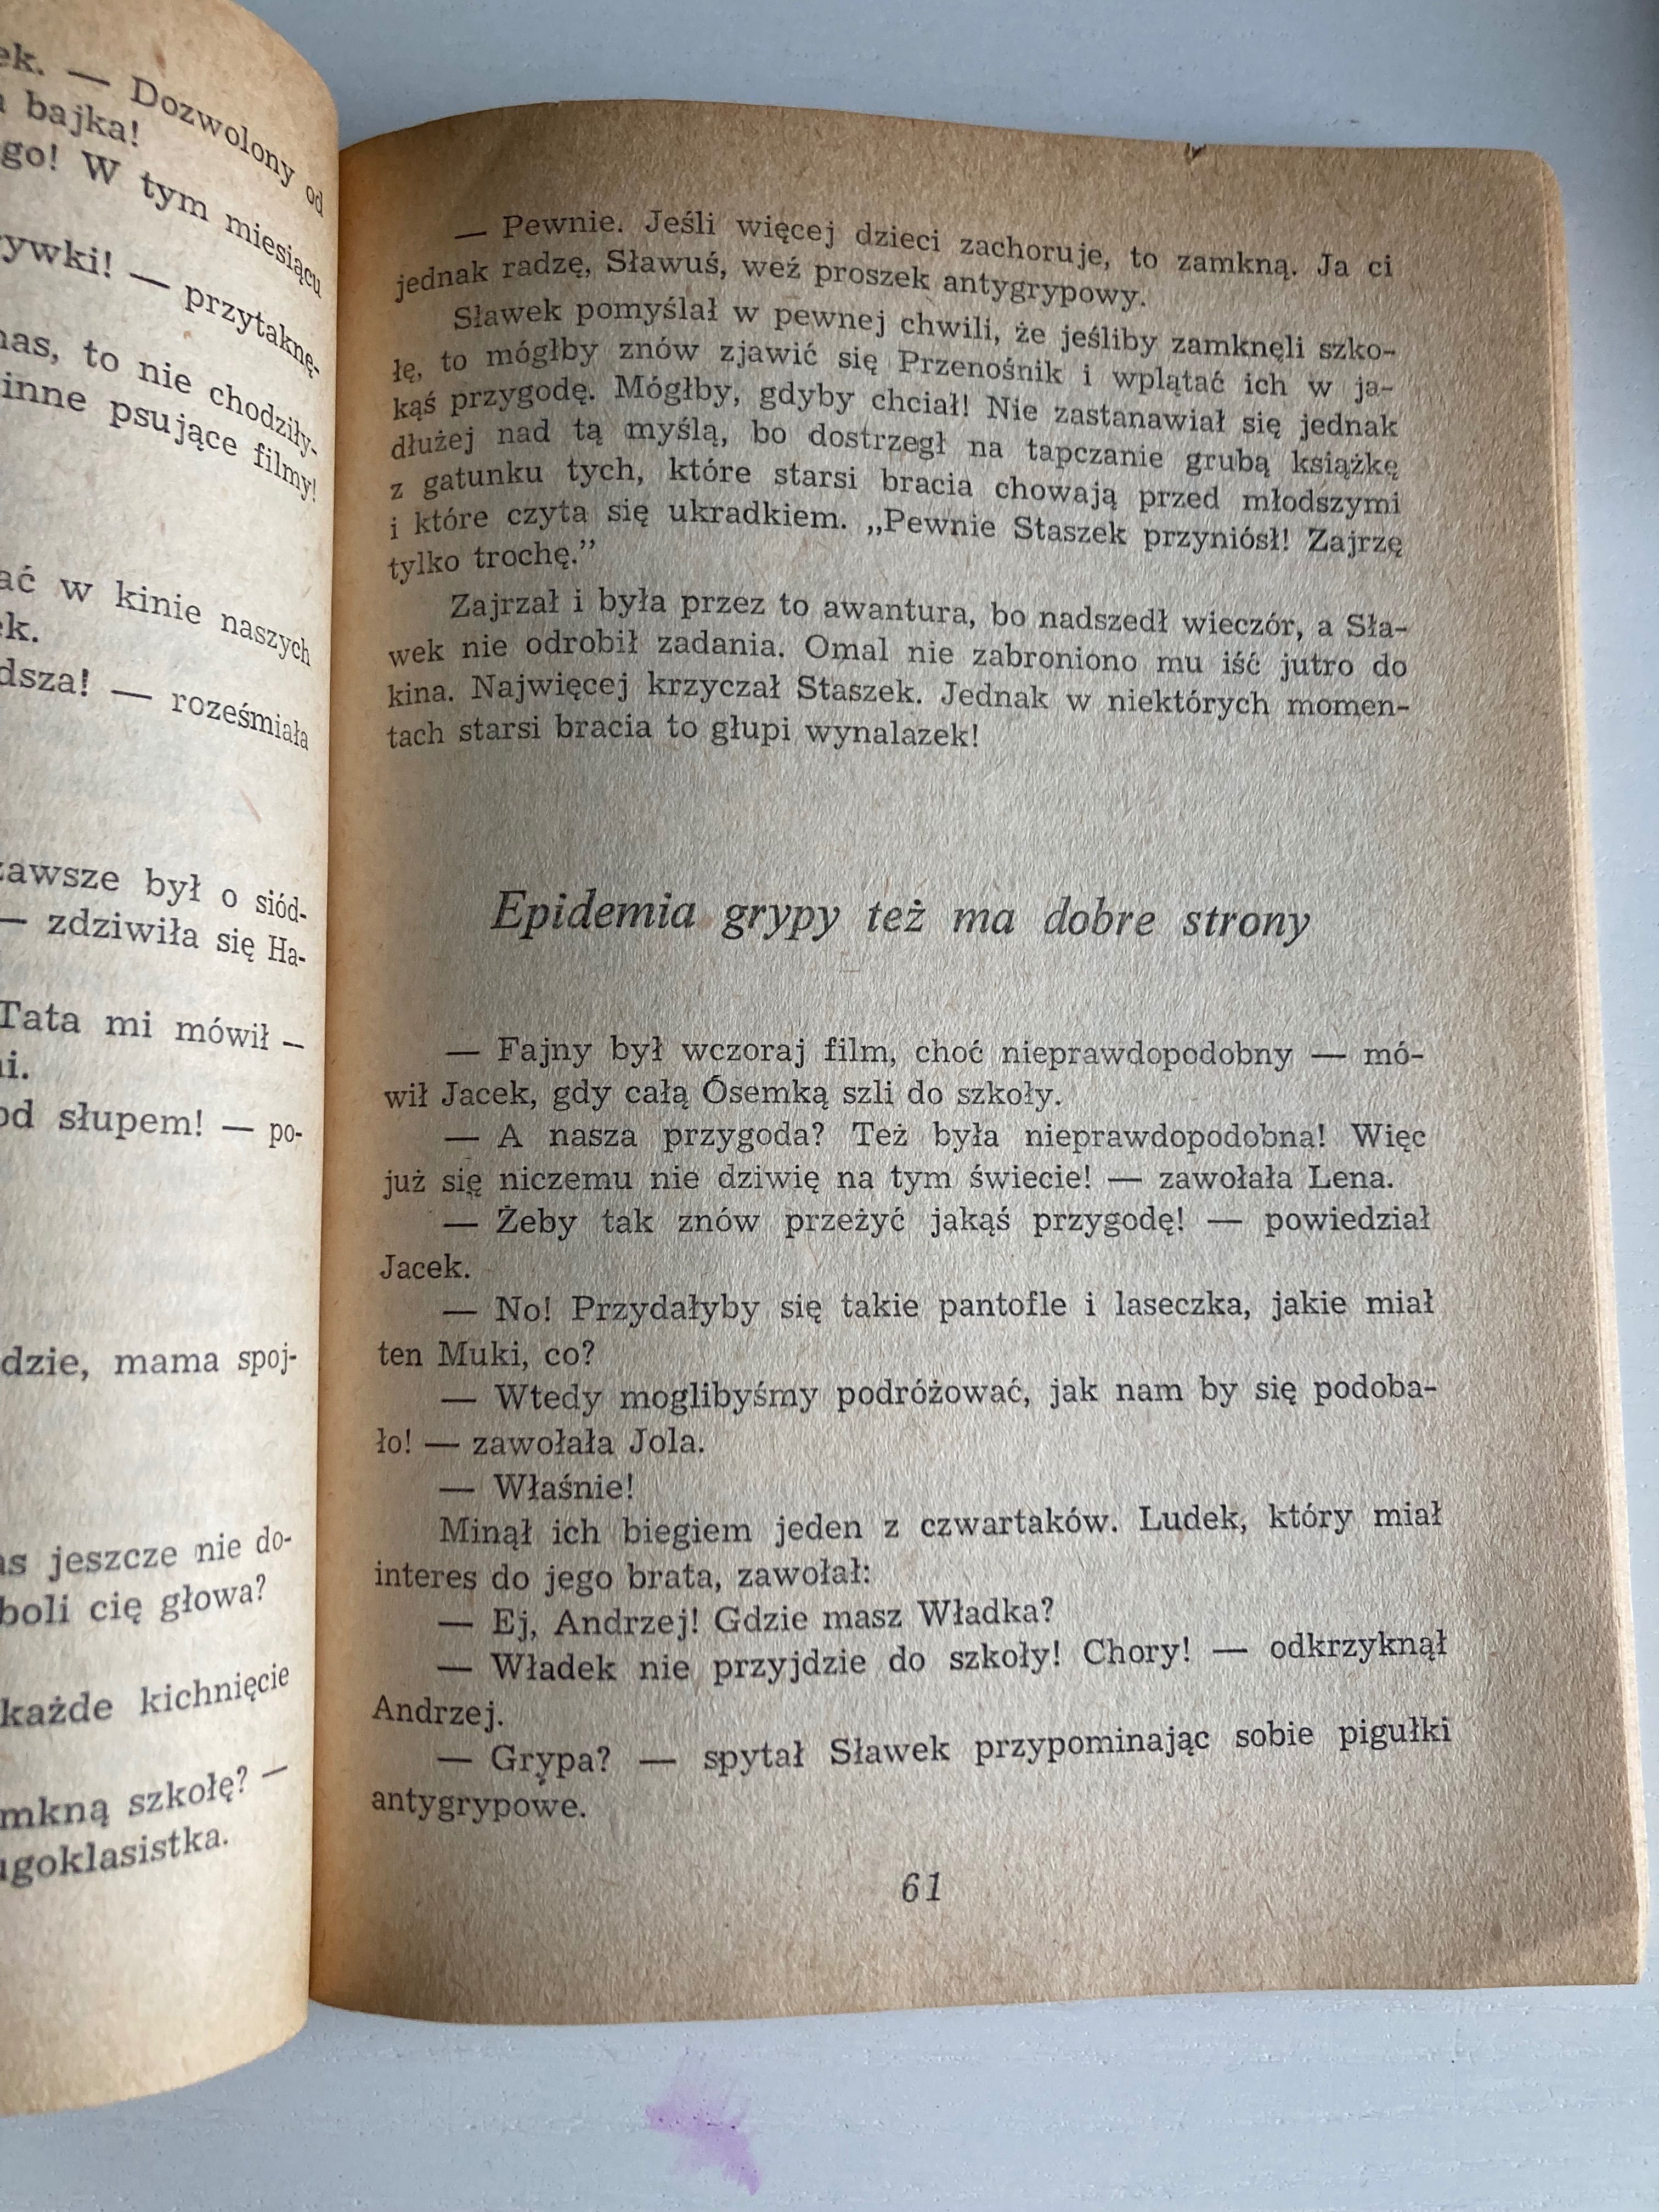 ek. — Dozwolony od
bajka!
go! W tym miesiącu
rywki! — przytaknę-
nas, to nie chodziły-
inne psujące filmy!
ać w kinie naszych
ek.
dsza! — roześmiała
zawsze był o siód-
— zdziwiła się Ha-
Tata mi mówił —
ni.
od słupem! — po-
dzie, mama spoj-
as jeszcze nie do-
boli cię głowa?
każde kichnięcie
mkną szkołę? —
ugoklasistka.
— Pewnie. Jeśli więcej dzieci zachoruje, to zamkną. Ja ci
jednak radzę, Sławuś, weź proszek antygrypowy.
Sławek pomyślał w pewnej chwili, że jeśliby zamknęli szko-
łę, to mógłby znów zjawić się Przenośnik i wplątać ich w ja-
kąś przygodę. Mógłby, gdyby chciał! Nie zastanawiał się jednak
dłużej nad tą myślą, bo dostrzegł na tapczanie grubą książkę
z gatunku tych, które starsi bracia chowają przed młodszymi
i które czyta się ukradkiem. „Pewnie Staszek przyniósł! Zajrzę
tylko trochę.”
Zajrzał i była przez to awantura, bo nadszedł wieczór, a Sła-
wek nie odrobił zadania. Omal nie zabroniono mu iść jutro do
kina. Najwięcej krzyczał Staszek. Jednak w niektórych momen-
tach starsi bracia to głupi wynalazek!
Epidemia grypy też ma dobre strony
— Fajny był wczoraj film, choć nieprawdopodobny — mó-
wił Jacek, gdy całą Ósemką szli do szkoły.
— A nasza przygoda? Też była nieprawdopodobna! Więc
już się niczemu nie dziwię na tym świecie! — zawołała Lena.
— Żeby tak znów przeżyć jakąś przygodę! — powiedział
Jacek.
— No! Przydałyby się takie pantofle i laseczka, jakie miał
ten Muki, co?
— Wtedy moglibyśmy podróżować, jak nam by się podoba-
ło! — zawołała Jola.
— Właśnie!
Minął ich biegiem jeden z czwartaków. Ludek, który miał
interes do jego brata, zawołał:
— Ej, Andrzej! Gdzie masz Władka?
— Władek nie przyjdzie do szkoły! Chory! — odkrzyknął
Andrzej.
— Grypa? — spytał Sławek przypominając sobie pigułki
antygrypowe.
61